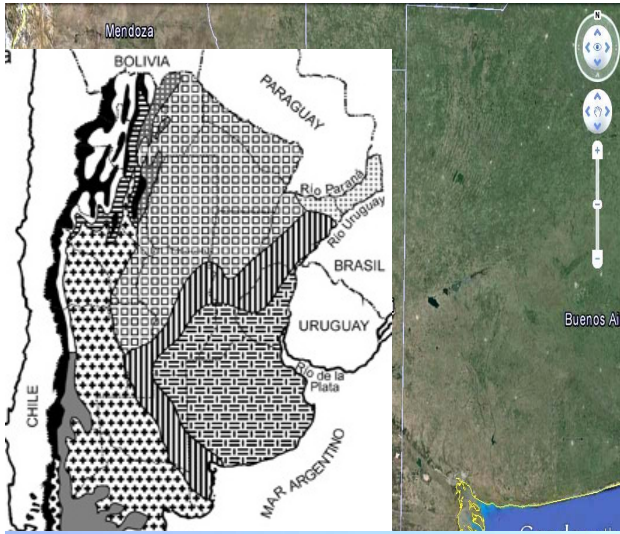 Mendoza
BOLIVIA
PARAGUAY
Río Paraná
Río Uruguay
BRASIL
URUGUAY
Río de la
Plata
CHILE
MAR ARGENTINO
N
Buenos Ai